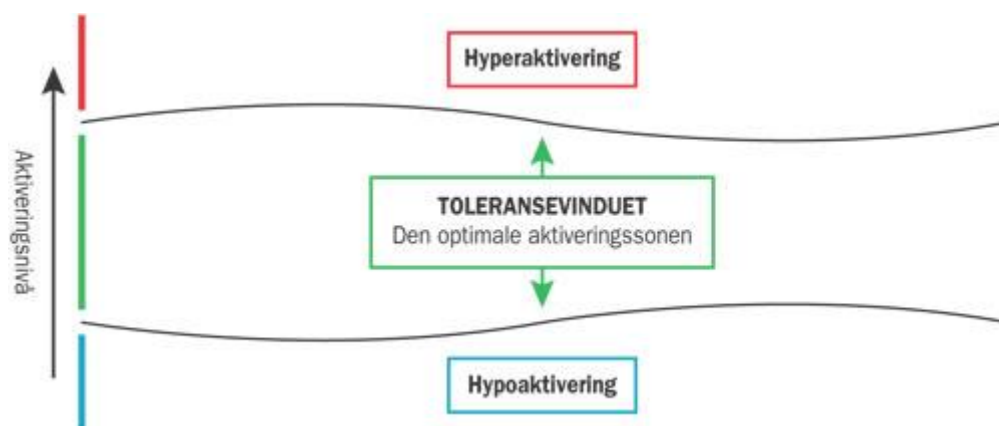 Hyperaktivering
Aktiveringsnivå
TOLERANSEVINDUET
Den optimale aktiveringssonen
Hypoaktivering